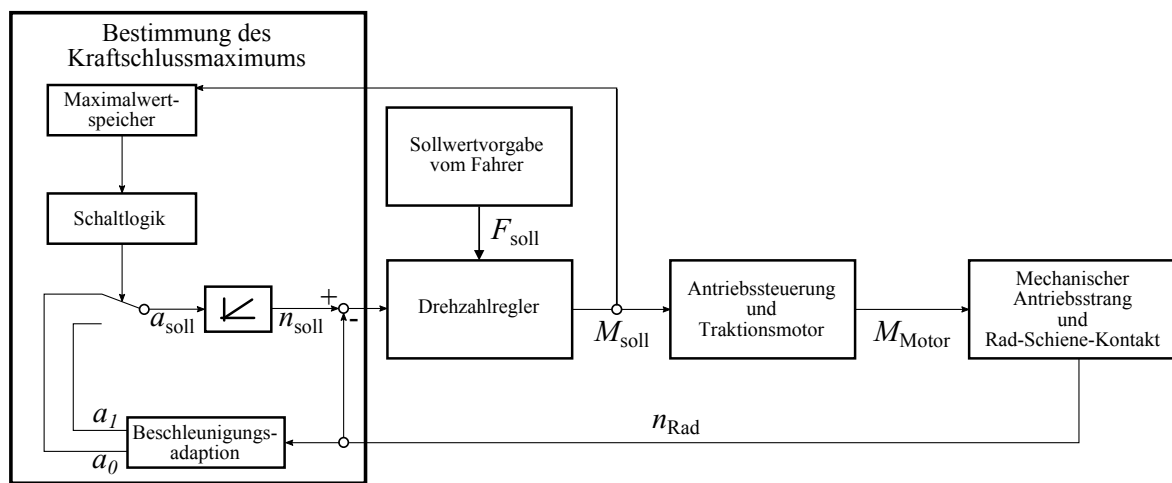 Bestimmung des
Kraftschlussmaximums
Maximalwert-
speicher
Sollwertvorgabe
vom Fahrer
Schaltlogik
F_soll
a_soll
n_soll
+
-
Drehzahlregler
M_soll
Antriebssteuerung
und
Traktionsmotor
M_Motor
Mechanischer
Antriebsstrang
und
Rad-Schiene-Kontakt
a_1
a_0
Beschleunigungs-
adaption
n_Rad